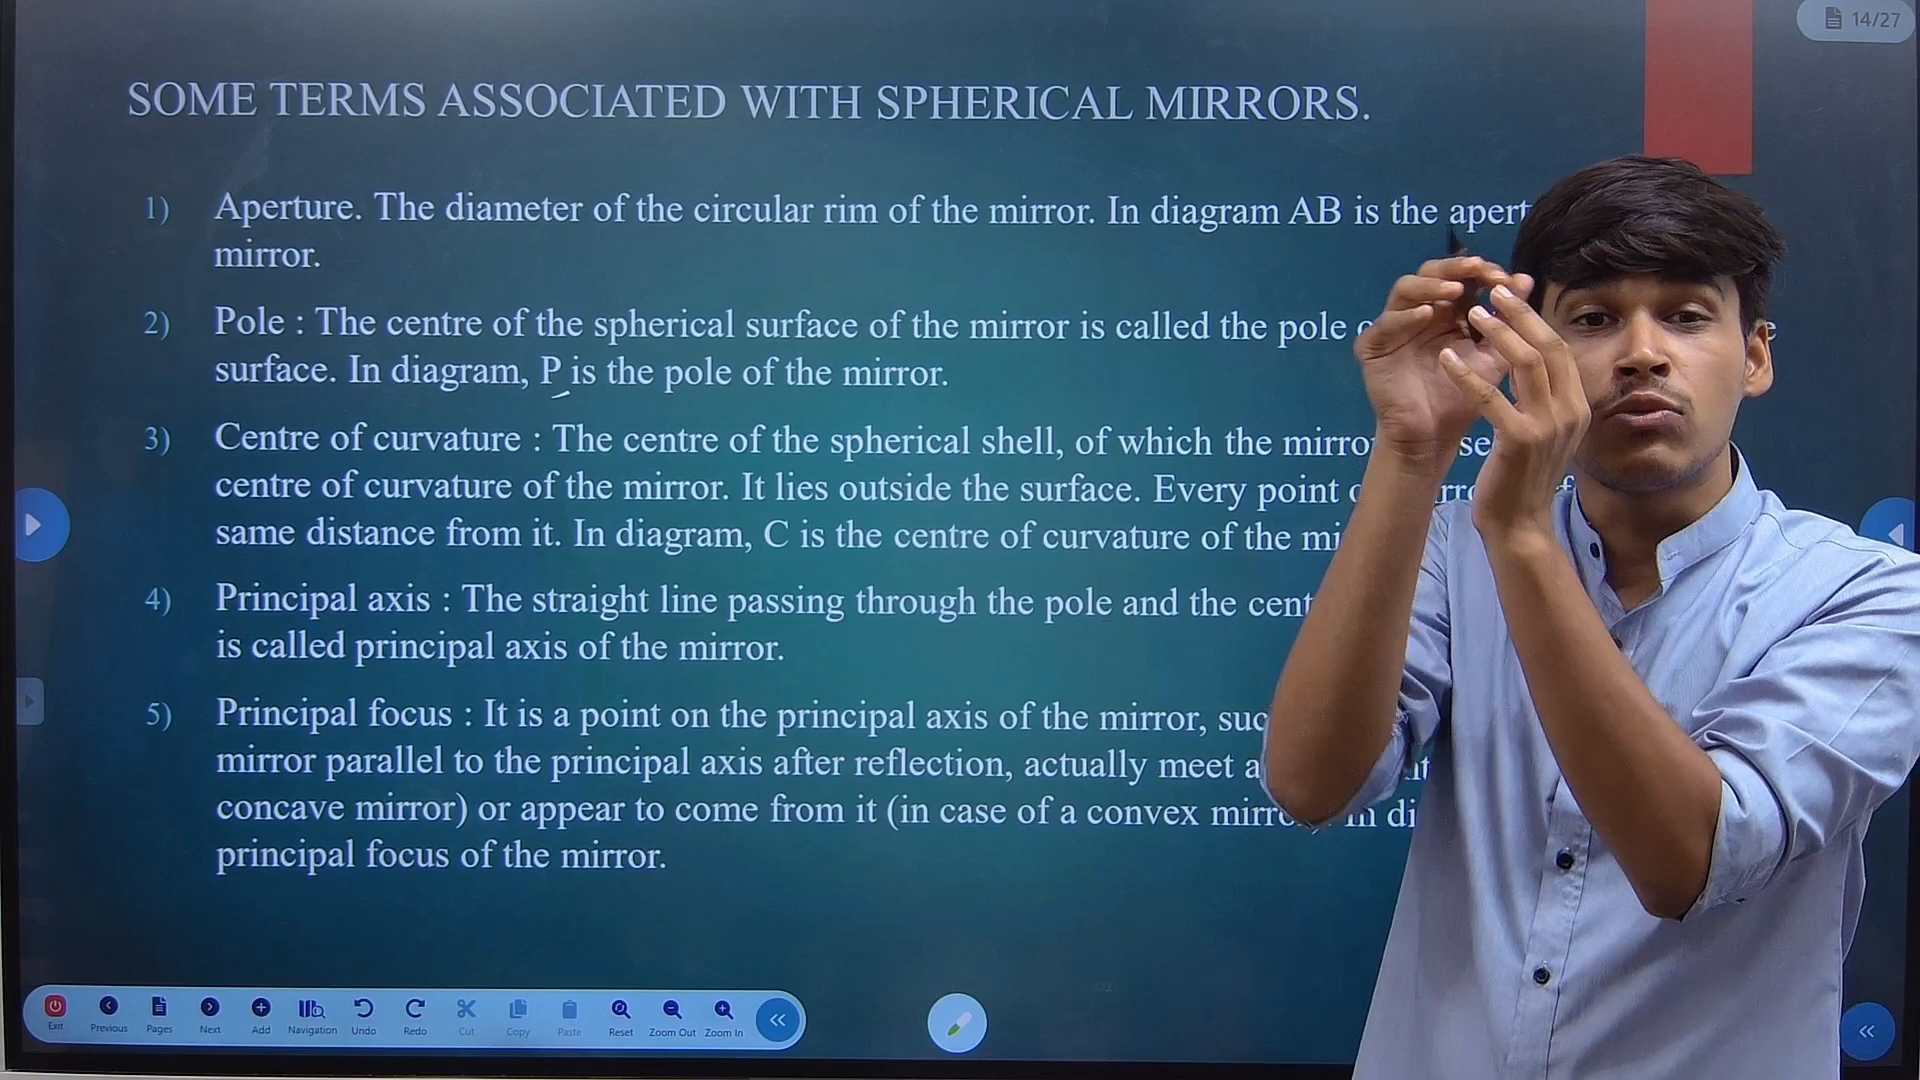 14/27
SOME TERMS ASSOCIATED WITH SPHERICAL MIRRORS.
1) Aperture. The diameter of the circular rim of the mirror. In diagram AB is the
mirror.
2) Pole : The centre of the spherical surface of the mirror is called the pole
surface. In diagram, P is the pole of the mirror.
3) Centre of curvature : The centre of the spherical shell, of which the
centre of curvature of the mirror. It lies outside the surface. Every point
same distance from it. In diagram, C is the centre of curvature of the
4) Principal axis : The straight line passing through the pole and the
is called principal axis of the mirror.
5) Principal focus : It is a point on the principal axis of the mirror,
mirror parallel to the principal axis after reflection, actually meet
concave mirror) or appear to come from it (in case of a convex
principal focus of the mirror.
Exit Previous Pages Next Add Navigation Undo Redo Cut Copy Paste Reset Zoom Out Zoom In